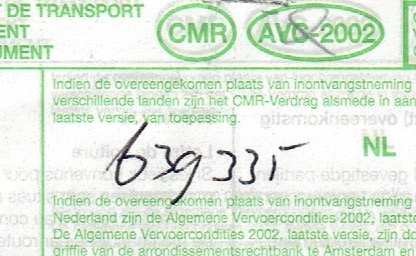 T DE TRANSPORT
ENT
UMENT
CMR AVC-2002
Indien de overeengekomen plaats van inontvangstneming
verschillende landen zijn het CMR-Verdrag alsmede in aan
laatste versie, van toepassing.
NL
639335
Indien de overeengekomen plaats van inontvangstneming
Nederland zijn de Algemene Vervoercondities 2002, laatste
De Algemene Vervoercondities 2002, laatste versie, zijn do
griffie van de arrondissementsrechtbank te Amsterdam en